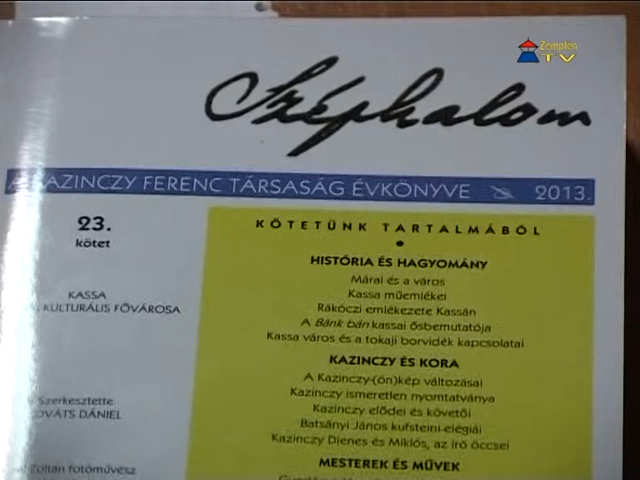 Zemplén
TV
Széphalom
A KAZINCZY FERENC TÁRSASÁG ÉVKÖNYVE 2013.
23.
kötet
KASSA
KULTURÁLIS FŐVÁROSA
Szerkesztette
KOVÁTS DÁNIEL
Zoltán fotóművész
KÖTETÜNK TARTALMÁBÓL
HISTÓRIA ÉS HAGYOMÁNY
Márai és a város
Kassa műemlékei
Rákóczi emlékezete Kassán
A Bánk bán kassai ősbemutatója
Kassa város és a tokaji borvidék kapcsolatai
KAZINCZY ÉS KORA
A Kazinczy-(ön)kép változásai
Kazinczy ismeretlen nyomtatványa
Kazinczy elődei és követői
Batsányi János kufsteini elégiái
Kazinczy Dienes és Miklós, az író öccsei
MESTEREK ÉS MŰVEK